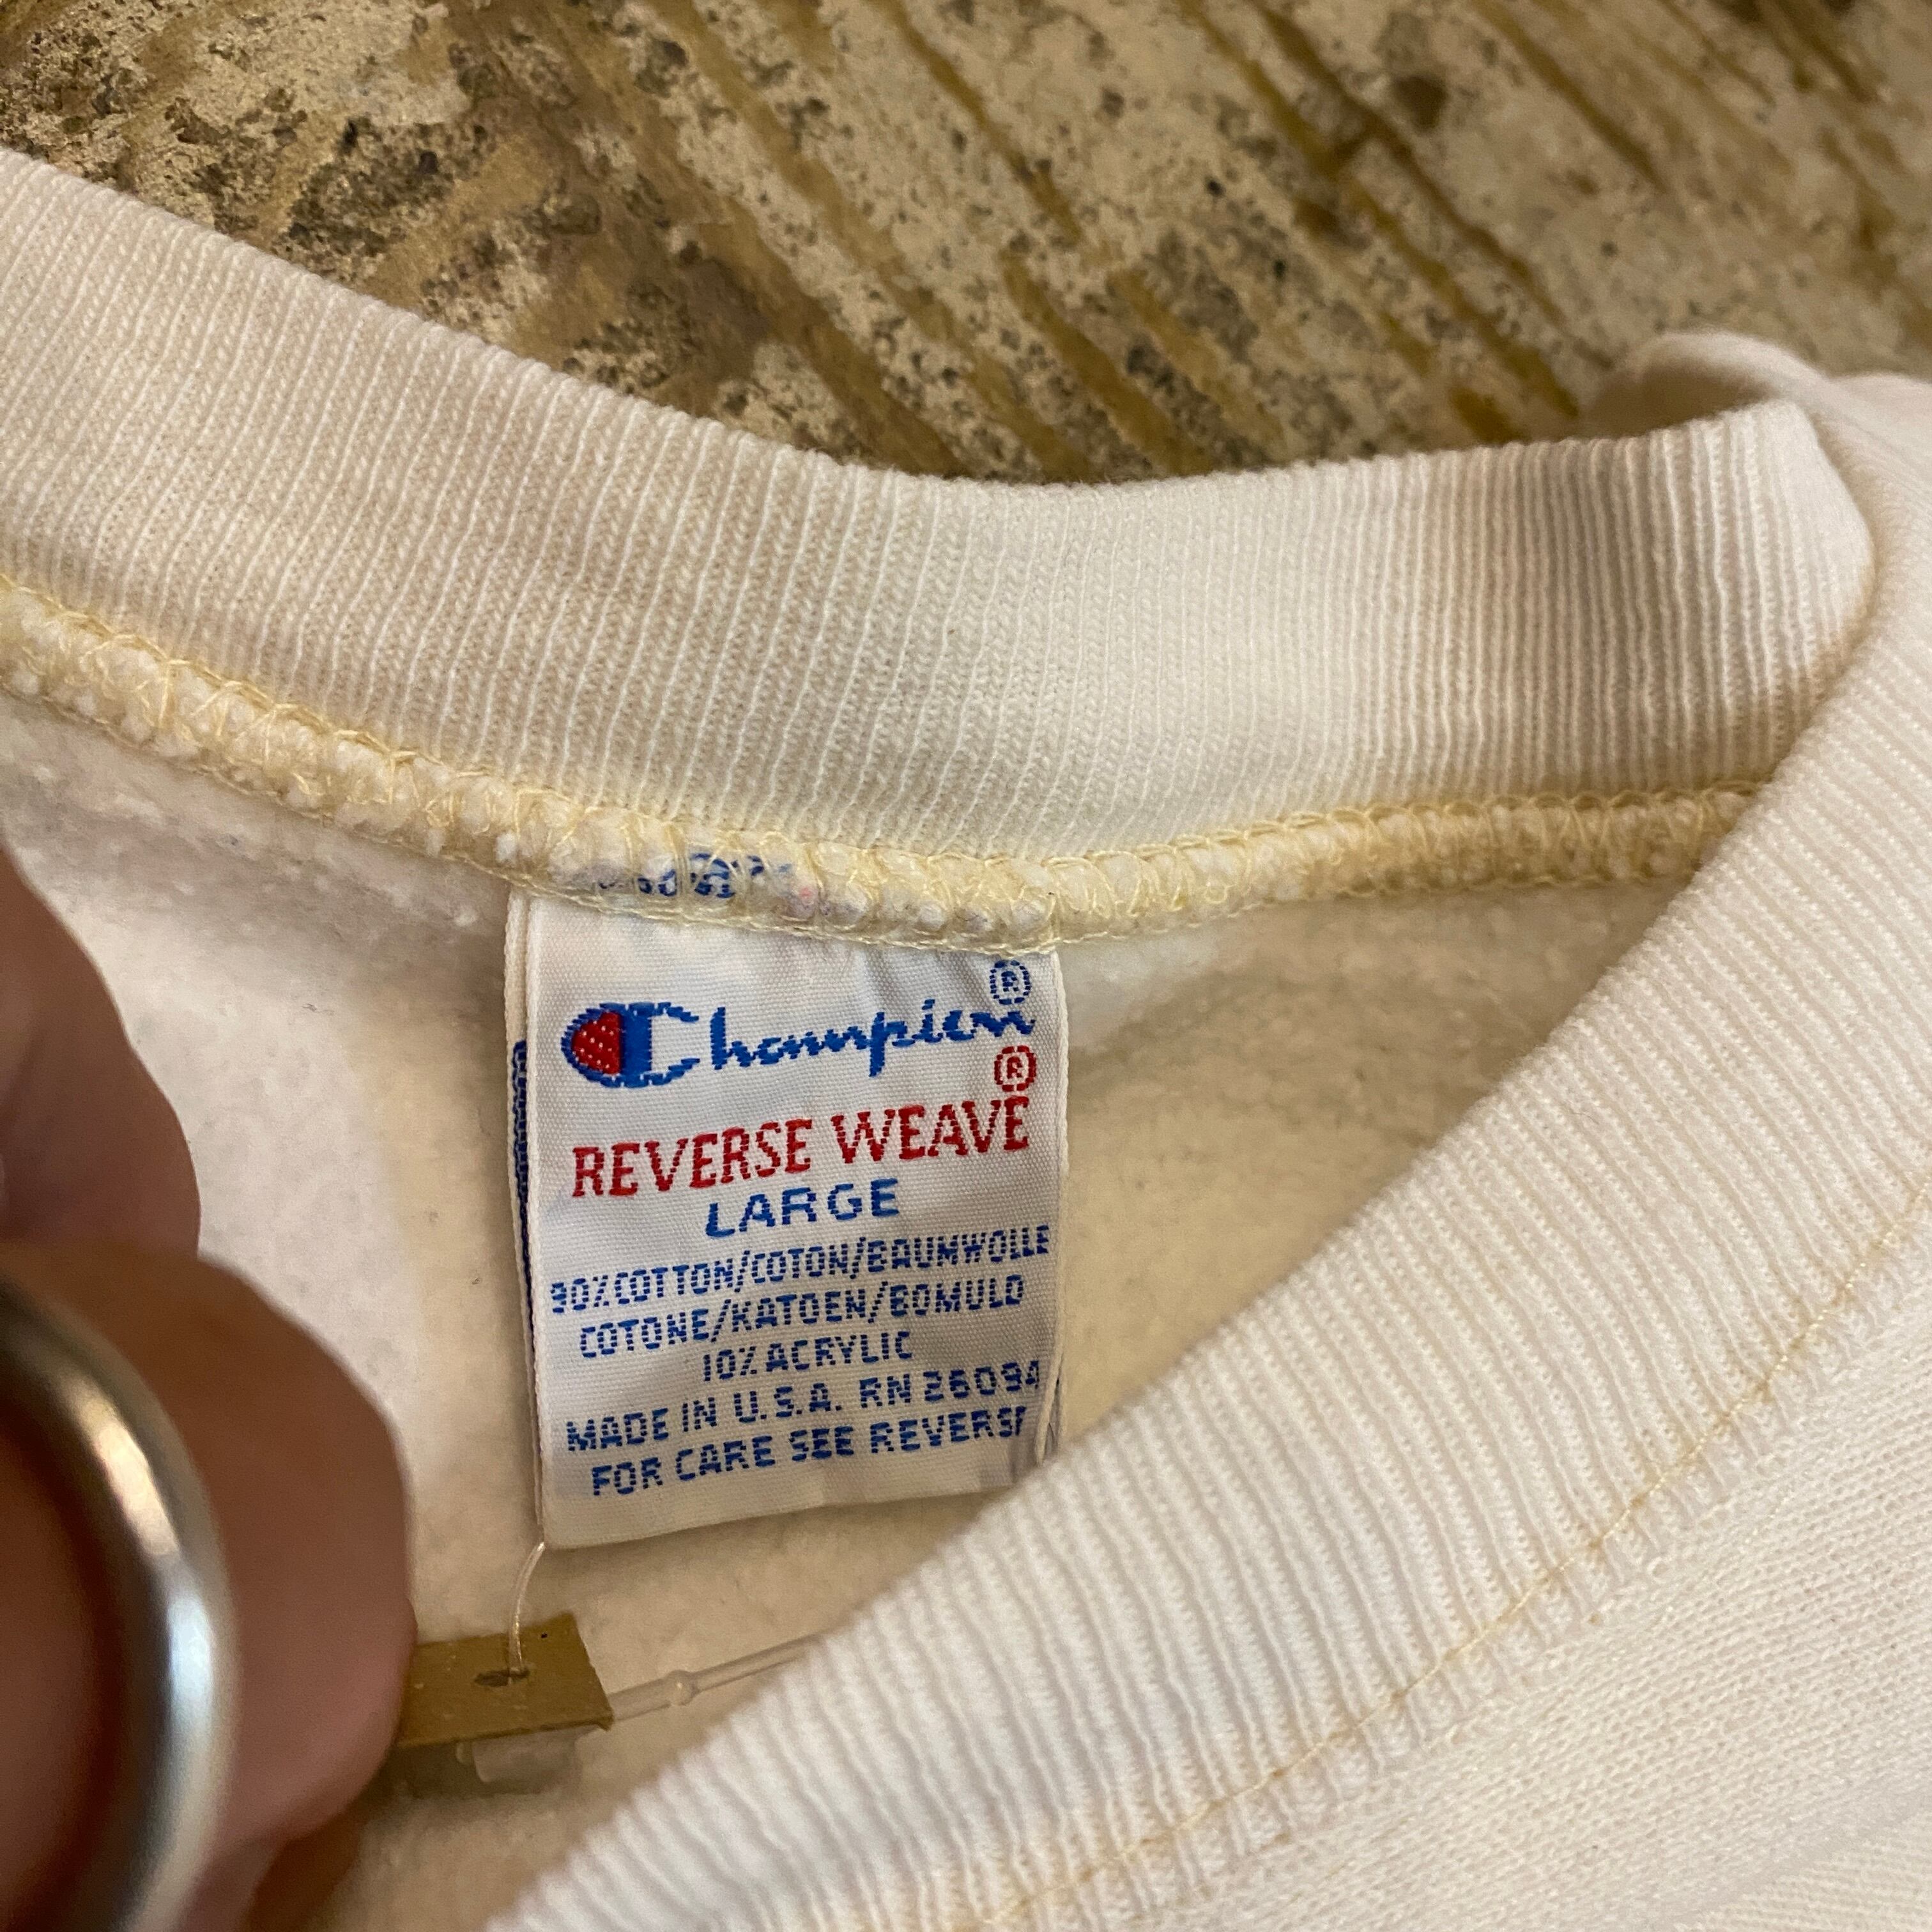 Champion®
®
REVERSE WEAVE
LARGE
90% COTTON/COTON/BAUMWOLLE
COTONE/KATOEN/BOMULD
10% ACRYLIC
MADE IN U.S.A. RN 26094
FOR CARE SEE REVERSE